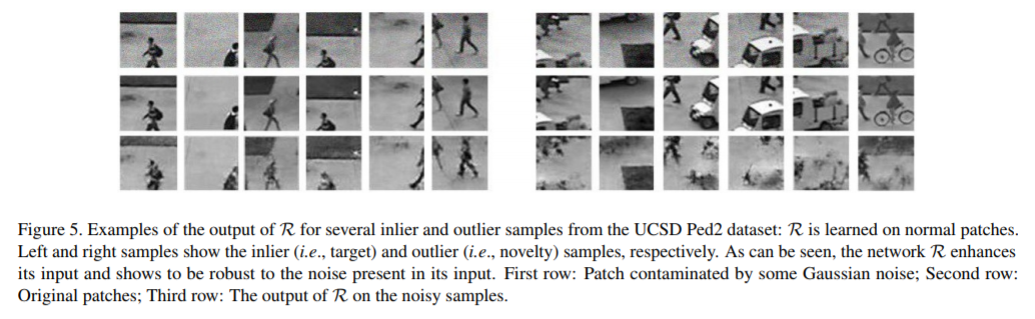 Figure 5. Examples of the output of R for several inlier and outlier samples from the UCSD Ped2 dataset: R is learned on normal patches.
Left and right samples show the inlier (i.e., target) and outlier (i.e., novelty) samples, respectively. As can be seen, the network R enhances
its input and shows to be robust to the noise present in its input. First row: Patch contaminated by some Gaussian noise; Second row:
Original patches; Third row: The output of R on the noisy samples.